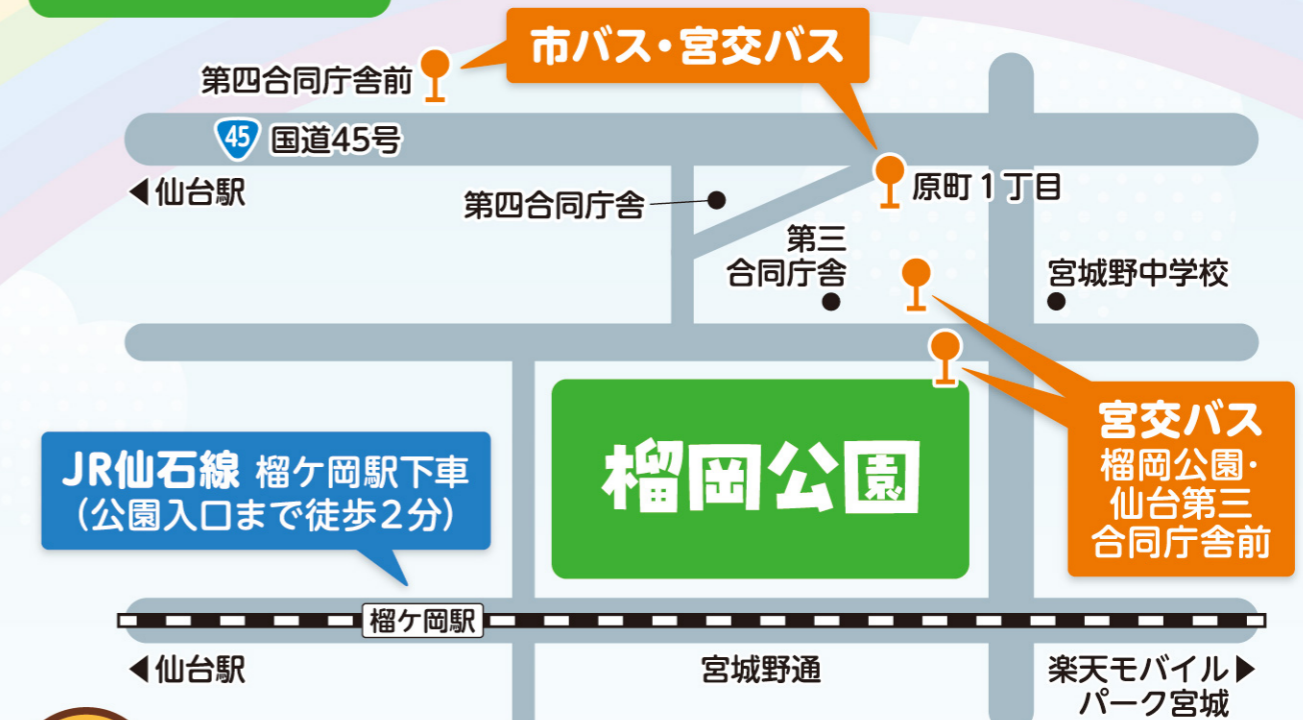 市バス・宮交バス
第四合同庁舎前
45 国道45号
◀仙台駅
原町1丁目
第四合同庁舎
第三
合同庁舎
宮城野中学校
宮交バス
榴岡公園・
仙台第三
合同庁舎前
榴岡公園
JR仙石線 榴ケ岡駅下車
(公園入口まで徒歩2分)
榴ケ岡駅
◀仙台駅
宮城野通
楽天モバイル▶
パーク宮城